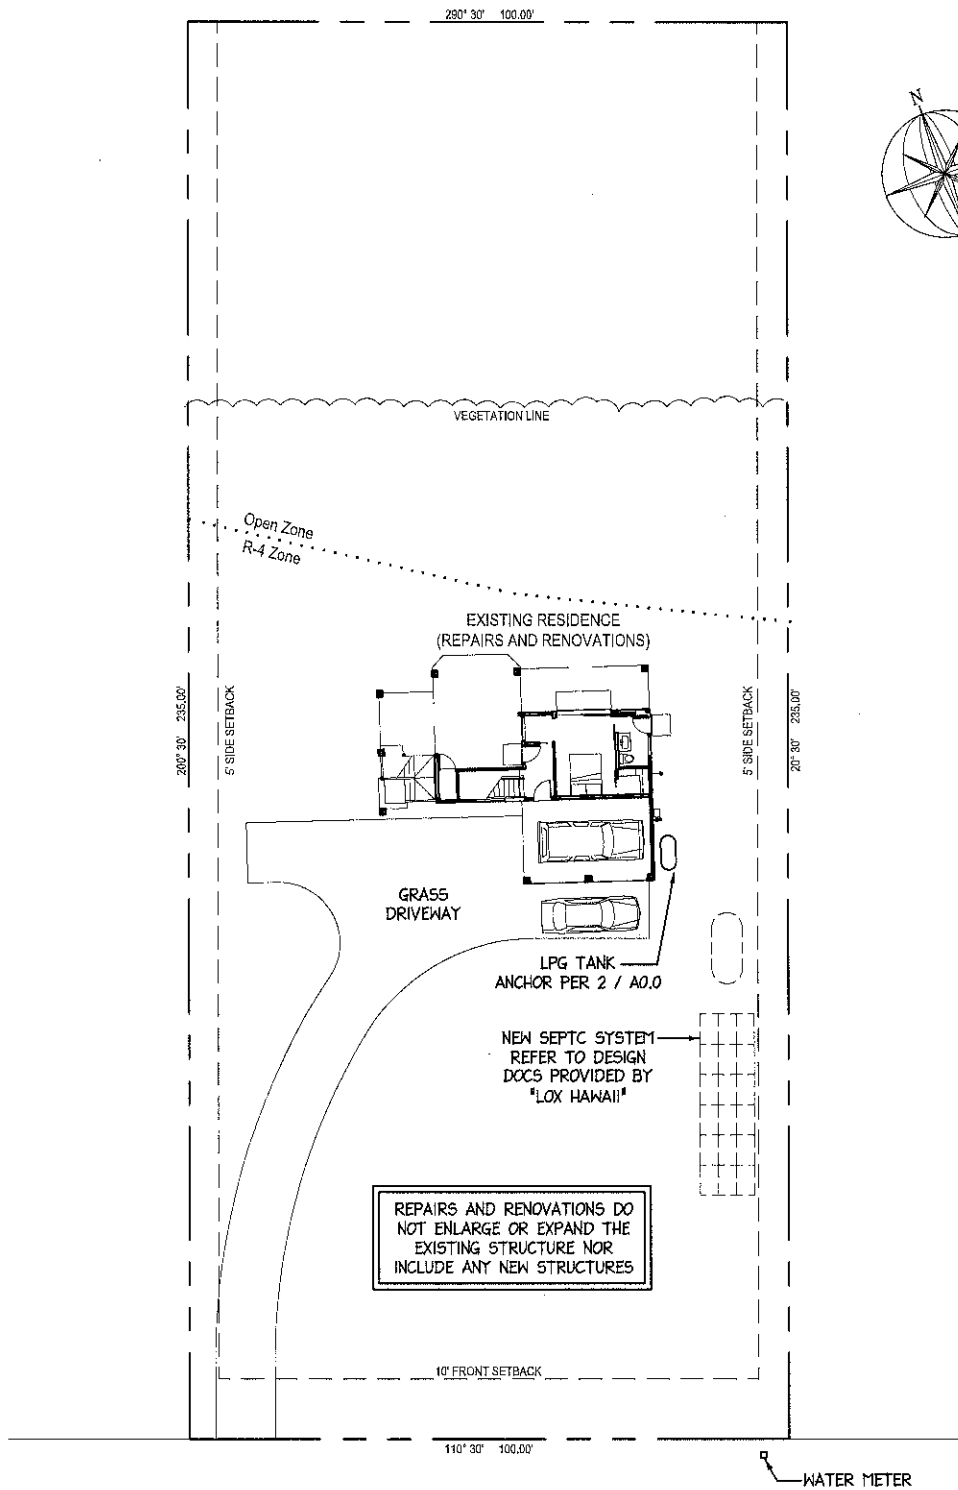 290° 30' 100.00'
N
VEGETATION LINE
Open Zone
R-4 Zone
EXISTING RESIDENCE
(REPAIRS AND RENOVATIONS)
200° 30' 235.00'
5' SIDE SETBACK
5' SIDE SETBACK
20° 30' 235.00'
GRASS
DRIVEWAY
LPG TANK
ANCHOR PER 2 / A0.0
NEW SEPTC SYSTEM
REFER TO DESIGN
DOCS PROVIDED BY
"LOX HAWAII"
REPAIRS AND RENOVATIONS DO
NOT ENLARGE OR EXPAND THE
EXISTING STRUCTURE NOR
INCLUDE ANY NEW STRUCTURES
10' FRONT SETBACK
110° 30' 100.00'
WATER METER